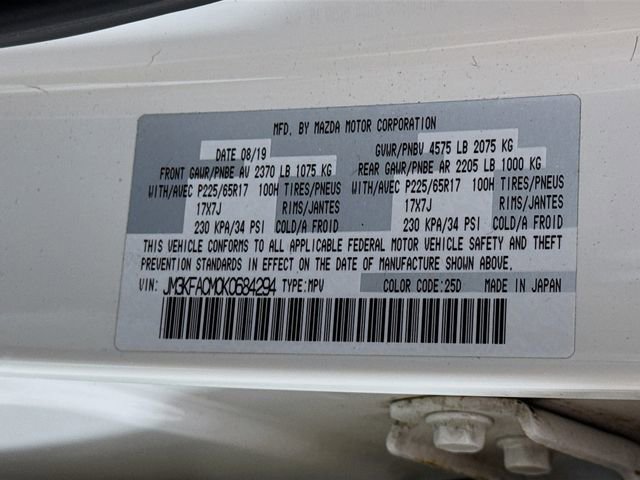 MFD. BY MAZDA MOTOR CORPORATION
DATE 08/19 GVWR/PNBV 4575 LB 2075 KG
FRONT GAWR/PNBE AV 2370 LB 1075 KG REAR GAWR/PNBE AR 2205 LB 1000 KG
WITH/AVEC P225/65R17 100H TIRES/PNEUS WITH/AVEC P225/65R17 100H TIRES/PNEUS
17X7J RIMS/JANTES 17X7J RIMS/JANTES
230 KPA/34 PSI COLD/A FROID 230 KPA/34 PSI COLD/A FROID
THIS VEHICLE CONFORMS TO ALL APPLICABLE FEDERAL MOTOR VEHICLE SAFETY AND THEFT
PREVENTION STANDARDS IN EFFECT ON THE DATE OF MANUFACTURE SHOWN ABOVE.
VIN: JM3KFACM0K0684294 TYPE:MPV COLOR CODE:25D MADE IN JAPAN